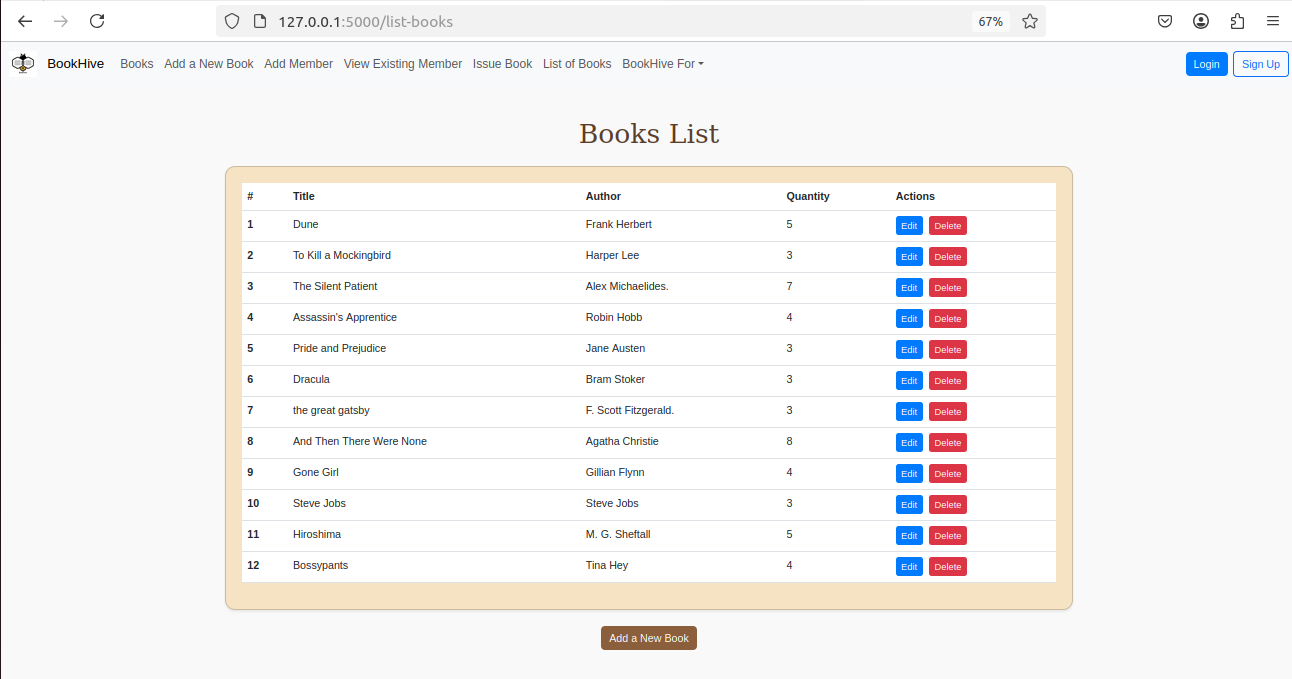 127.0.0.1:5000/list-books 67%
BookHive Books Add a New Book Add Member View Existing Member Issue Book List of Books BookHive For Login Sign Up
Books List
# Title Author Quantity Actions
1 Dune Frank Herbert 5 Edit Delete
2 To Kill a Mockingbird Harper Lee 3 Edit Delete
3 The Silent Patient Alex Michaelides. 7 Edit Delete
4 Assassin's Apprentice Robin Hobb 4 Edit Delete
5 Pride and Prejudice Jane Austen 3 Edit Delete
6 Dracula Bram Stoker 3 Edit Delete
7 the great gatsby F. Scott Fitzgerald. 3 Edit Delete
8 And Then There Were None Agatha Christie 8 Edit Delete
9 Gone Girl Gillian Flynn 4 Edit Delete
10 Steve Jobs Steve Jobs 3 Edit Delete
11 Hiroshima M. G. Sheftall 5 Edit Delete
12 Bossypants Tina Hey 4 Edit Delete
Add a New Book